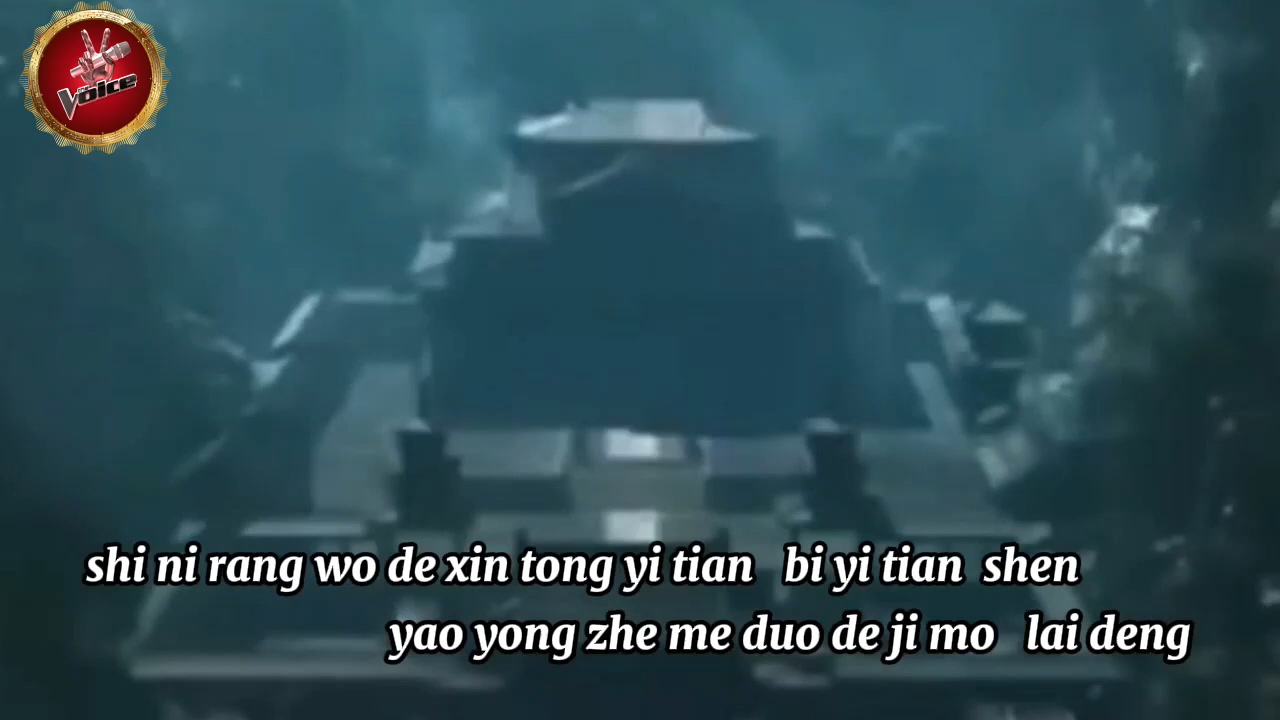 the
Voice
shi ni rang wo de xin tong yi tian bi yi tian shen
yao yong zhe me duo de ji mo lai deng